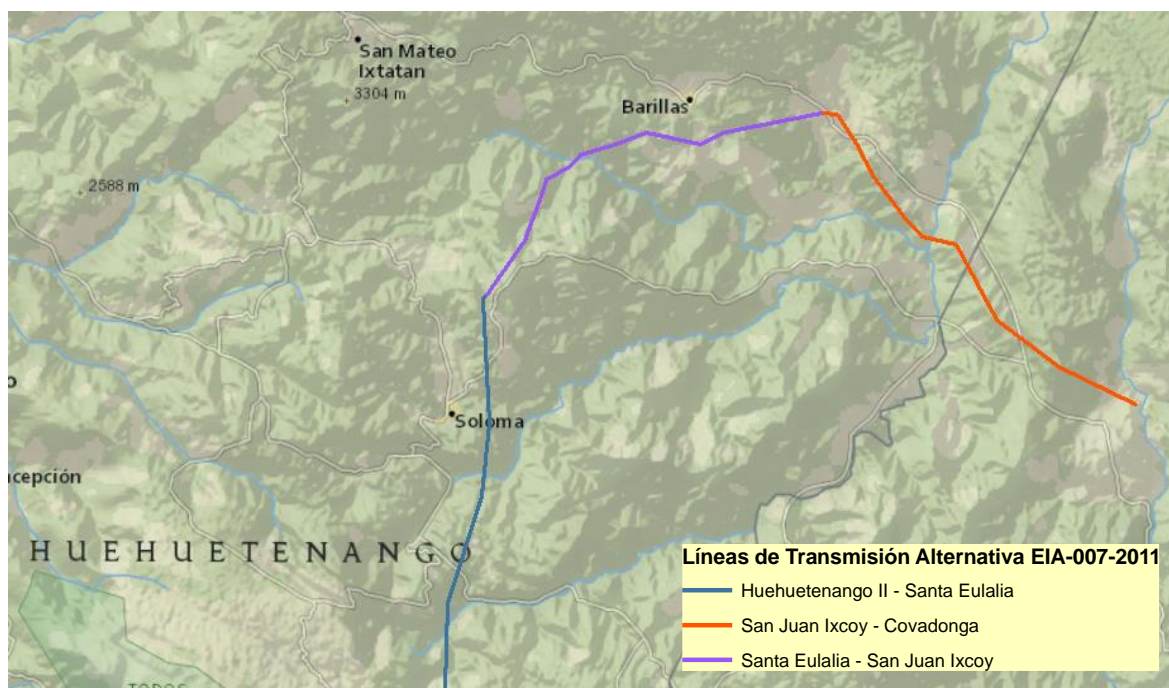 San Mateo
Ixtatan
3304 m
Barillas
2588 m
Soloma
o
ncepción
HUEHUETENANGO
Líneas de Transmisión Alternativa EIA-007-2011
Huehuetenango II - Santa Eulalia
San Juan Ixcoy - Covadonga
Santa Eulalia - San Juan Ixcoy